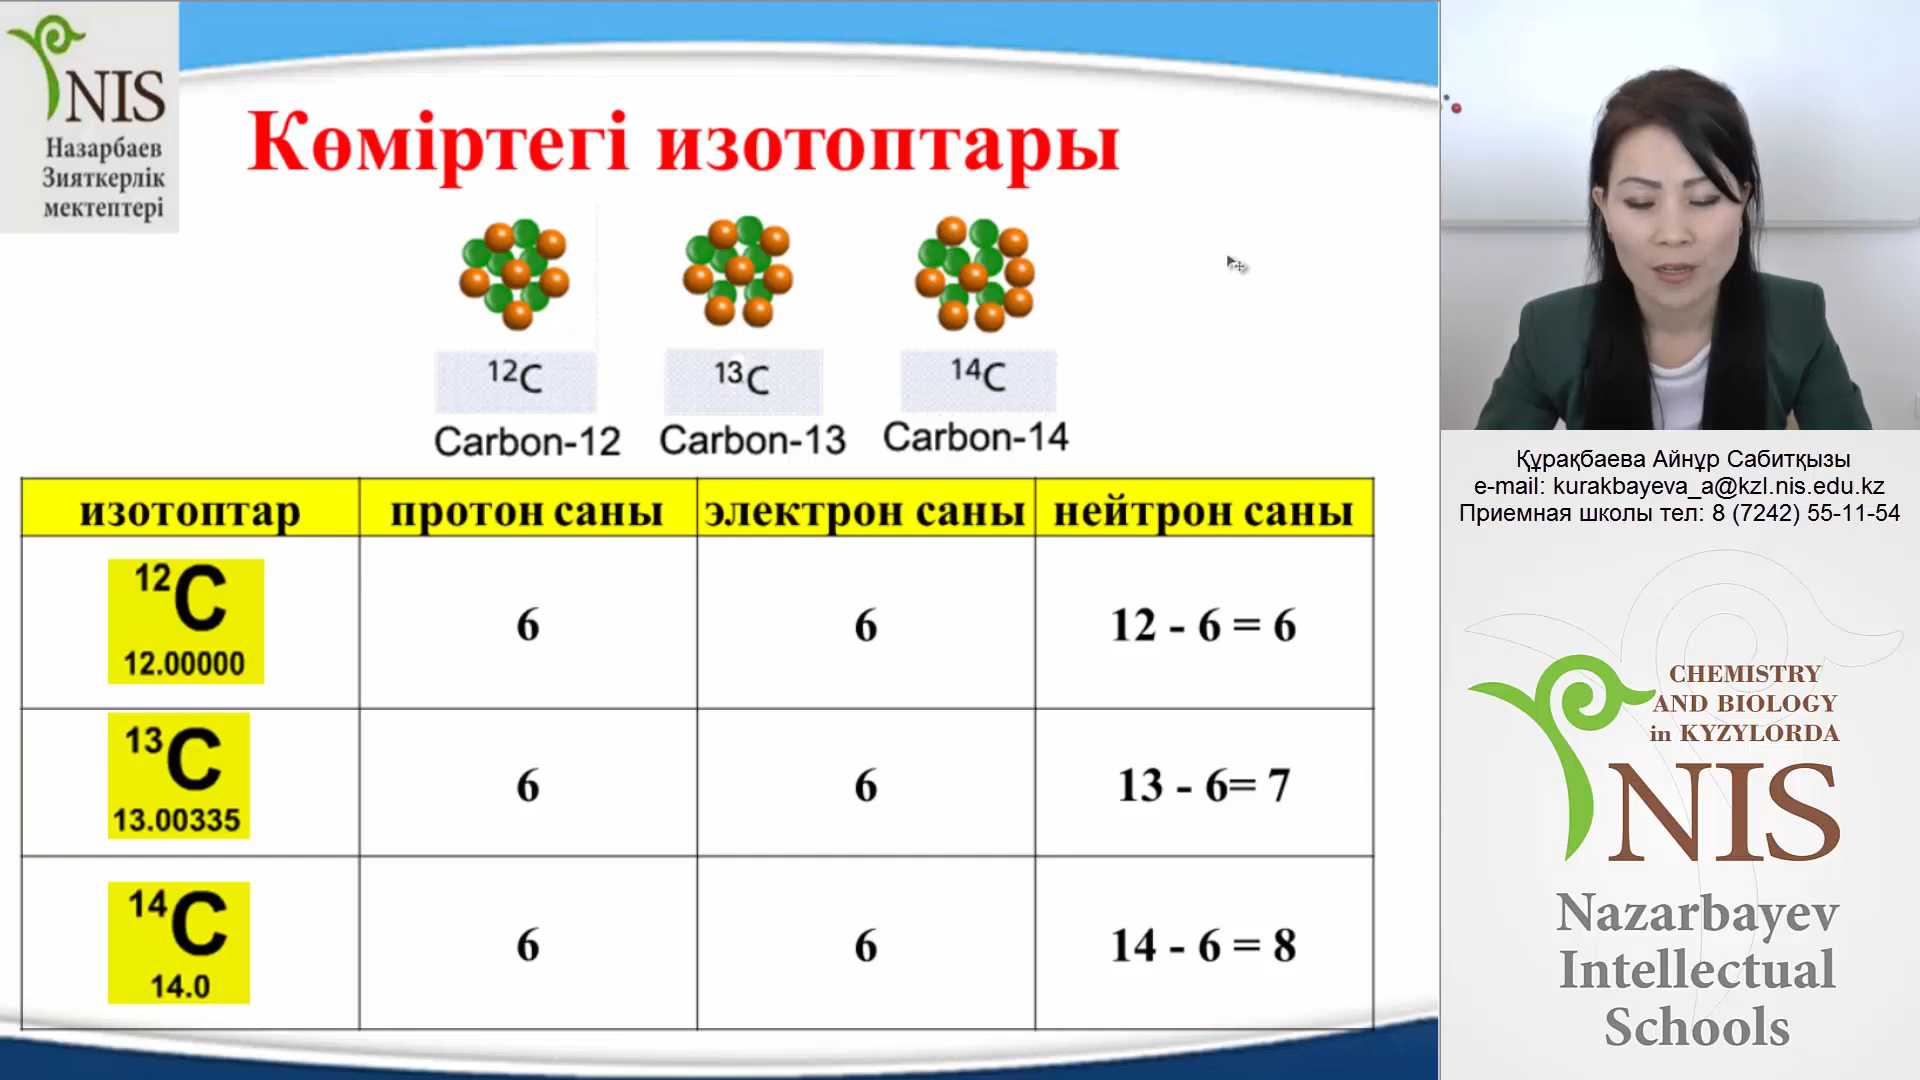 NIS
Назарбаев
Зияткерлік
мектептері
Көміртегі изотоптары
¹²C
¹³C
¹⁴C
Carbon-12
Carbon-13
Carbon-14
изотоптар
протон саны
электрон саны
нейтрон саны
¹²C
12.00000
6
6
12 - 6 = 6
¹³C
13.00335
6
6
13 - 6= 7
¹⁴C
14.0
6
6
14 - 6 = 8
Құрақбаева Айнұр Сабитқызы
e-mail: kurakbayeva_a@kzl.nis.edu.kz
Приемная школы тел: 8 (7242) 55-11-54
CHEMISTRY
AND BIOLOGY
in KYZYLORDA
NIS
Nazarbayev
Intellectual
Schools